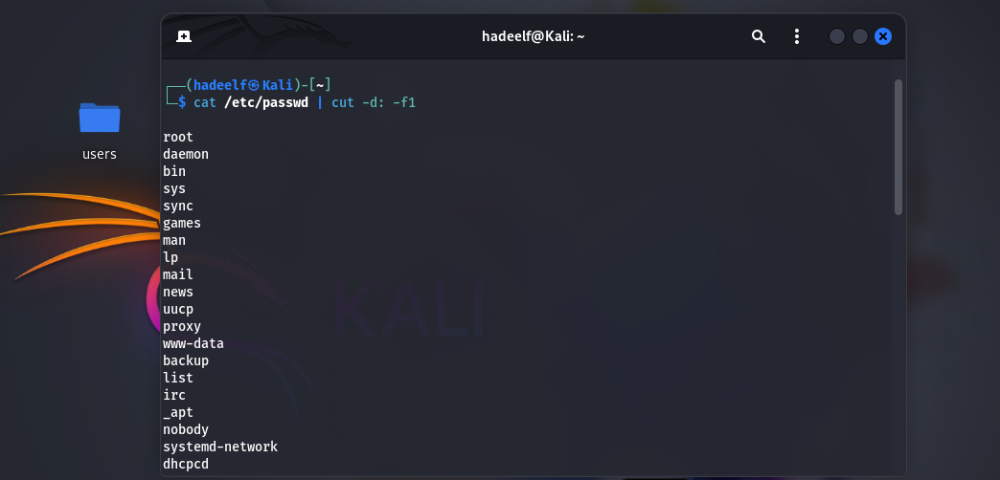 hadeelf@Kali: ~
┌──(hadeelf㉿Kali)-[~]
└─$ cat /etc/passwd | cut -d: -f1
users
root
daemon
bin
sys
sync
games
man
lp
mail
news
uucp
proxy
www-data
backup
list
irc
_apt
nobody
systemd-network
dhcpcd
KALI